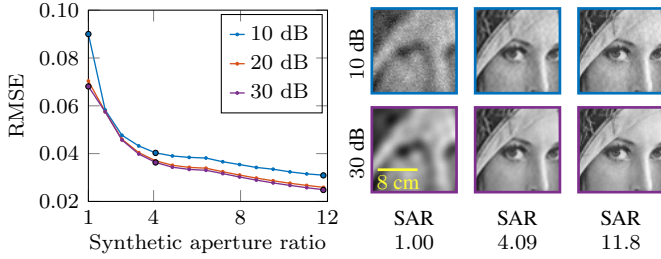 0.10
0.08
0.06
0.04
0.02
RMSE
1
4
8
12
Synthetic aperture ratio
10 dB
20 dB
30 dB
10 dB
30 dB
8 cm
SAR SAR SAR
1.00 4.09 11.8